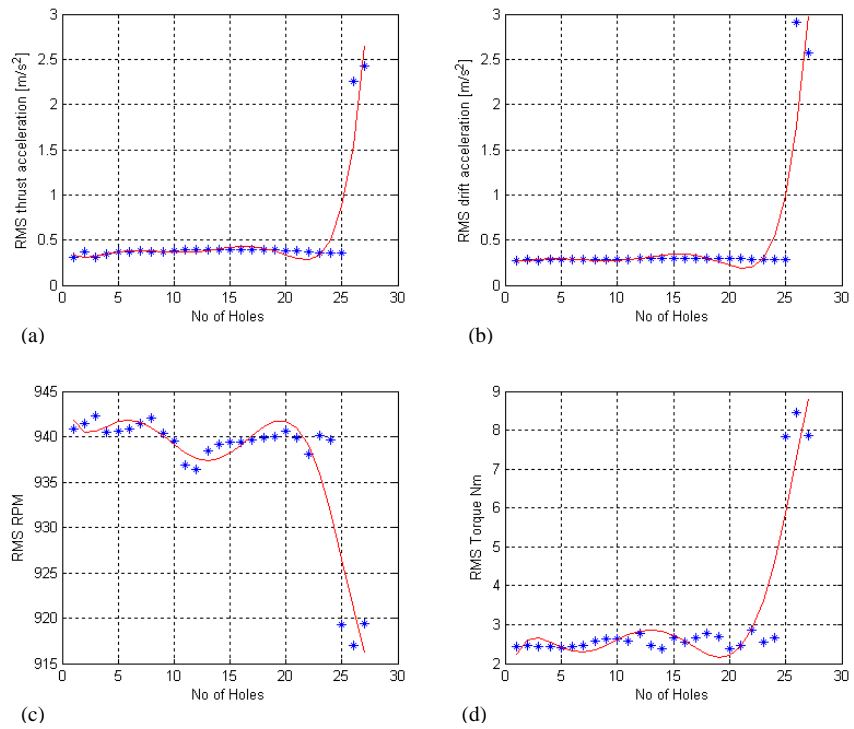 3
2.5
2
1.5
1
0.5
0
RMS thrust acceleration [m/s²]
0 5 10 15 20 25 30
No of Holes
(a)
3
2.5
2
1.5
1
0.5
0
RMS drift acceleration [m/s²]
0 5 10 15 20 25 30
No of Holes
(b)
945
940
935
930
925
920
915
RMS RPM
0 5 10 15 20 25 30
No of Holes
(c)
9
8
7
6
5
4
3
2
RMS Torque Nm
0 5 10 15 20 25 30
No of Holes
(d)